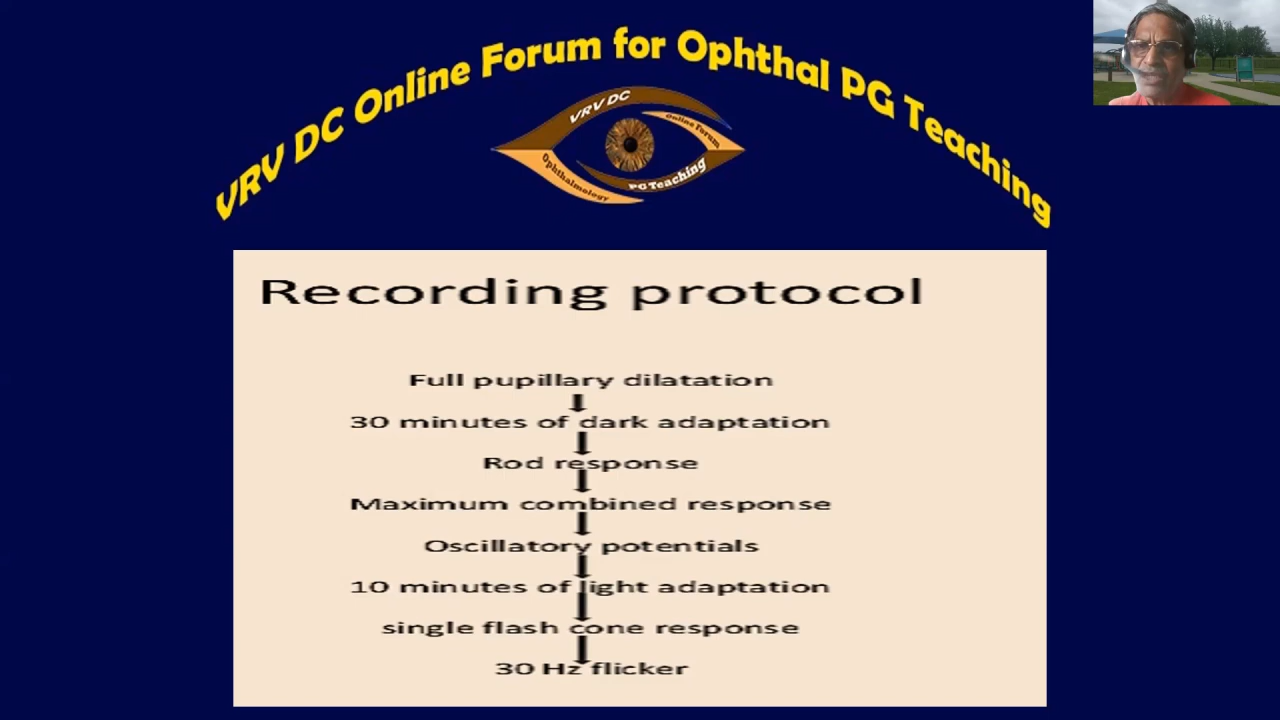 VRV DC Online Forum for Ophthal PG Teaching
VRV DC
Online Forum
Ophthalmology
PG Teaching
Recording protocol
Full pupillary dilatation
30 minutes of dark adaptation
Rod response
Maximum combined response
Oscillatory potentials
10 minutes of light adaptation
single flash cone response
30 Hz flicker